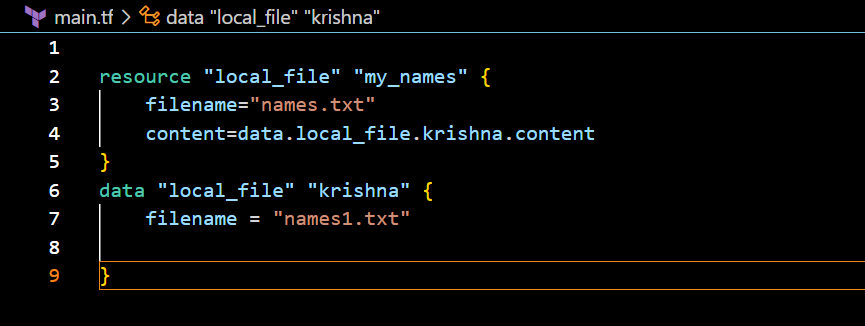 main.tf > data "local_file" "krishna"
1
2 resource "local_file" "my_names" {
3     filename="names.txt"
4     content=data.local_file.krishna.content
5 }
6 data "local_file" "krishna" {
7     filename = "names1.txt"
8
9 }